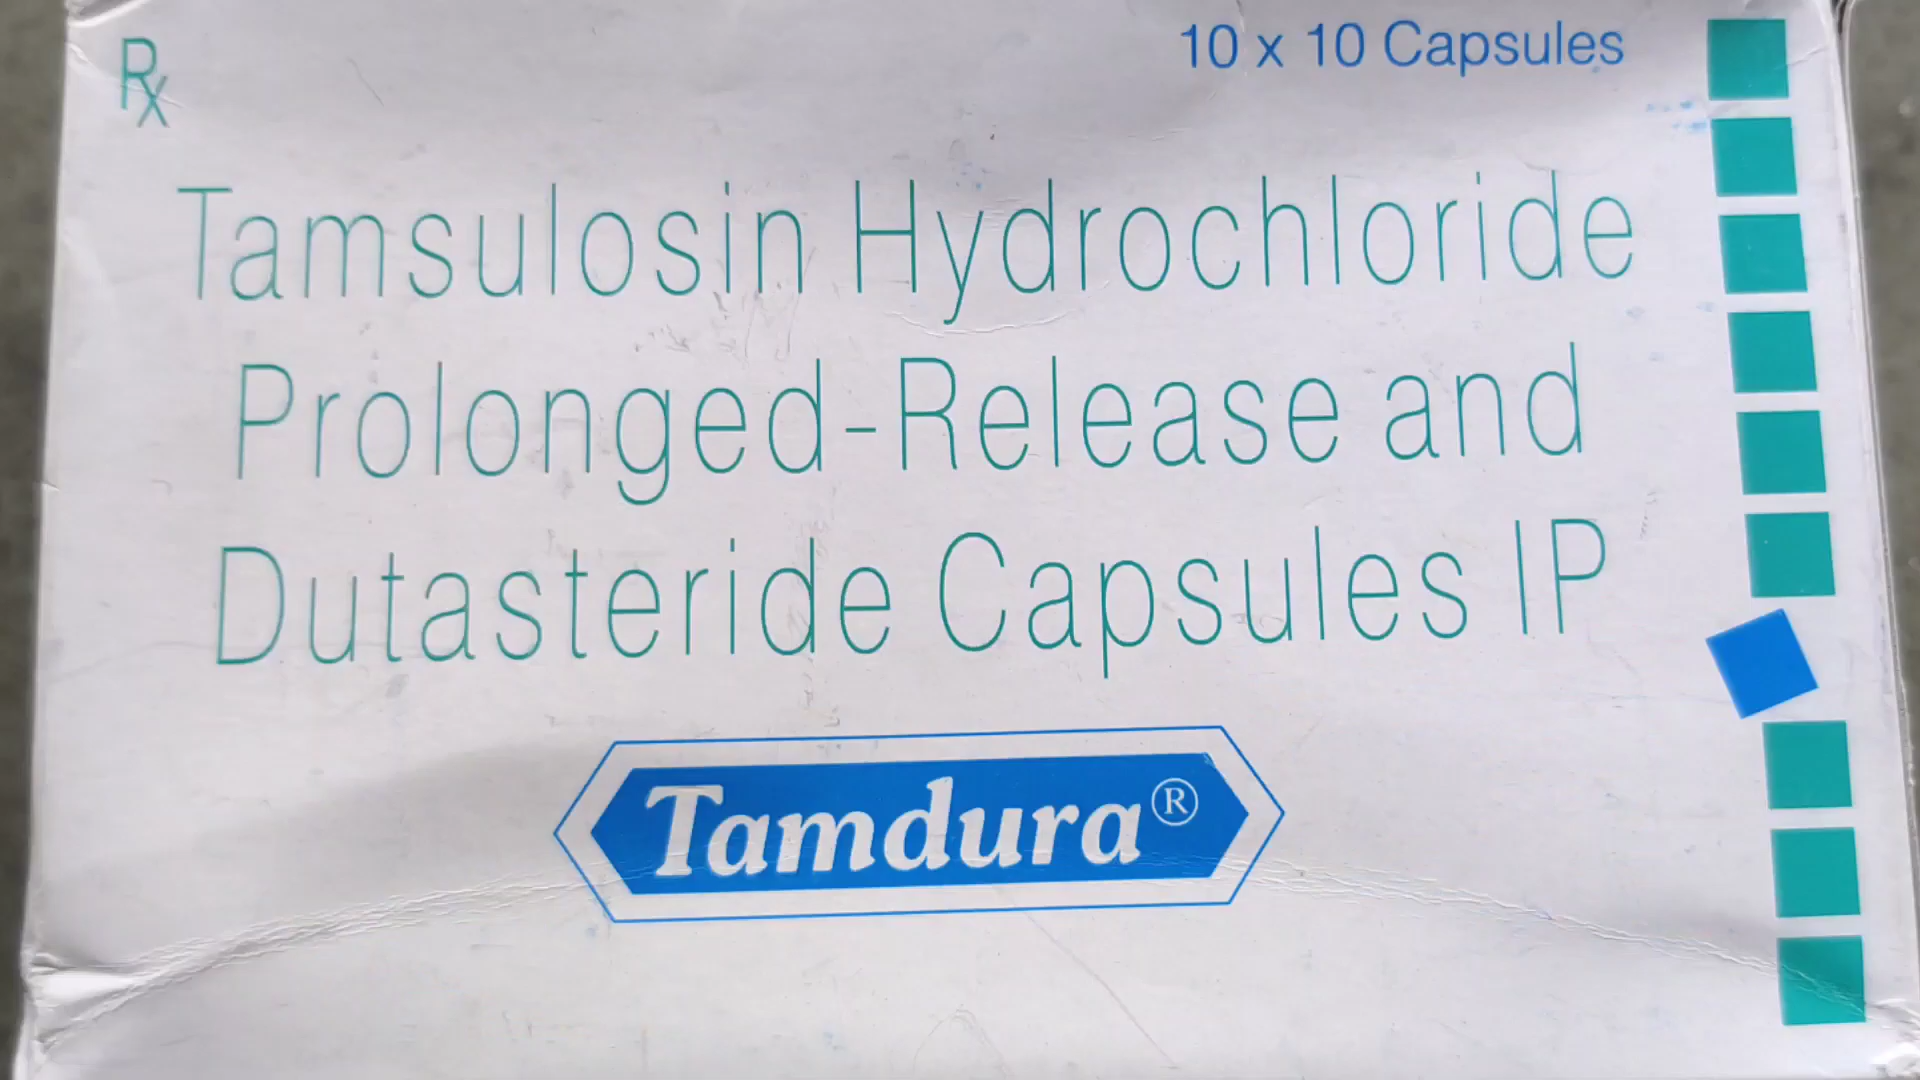 Rx
10 x 10 Capsules
Tamsulosin Hydrochloride
Prolonged-Release and
Dutasteride Capsules IP
Tamdura®